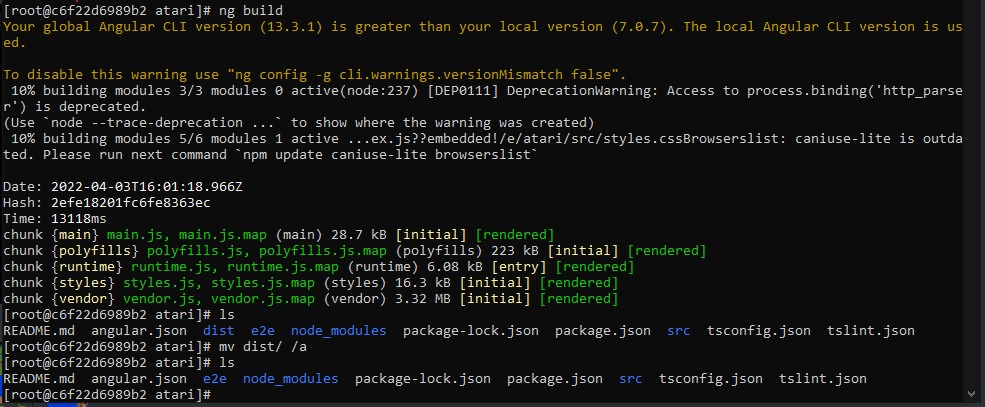 [root@c6f22d6989b2 atari]# ng build
Your global Angular CLI version (13.3.1) is greater than your local version (7.0.7). The local Angular CLI version is us
ed.
To disable this warning use "ng config -g cli.warnings.versionMismatch false".
 10% building modules 3/3 modules 0 active(node:237) [DEP0111] DeprecationWarning: Access to process.binding('http_parse
r') is deprecated.
(Use `node --trace-deprecation ...` to show where the warning was created)
 10% building modules 5/6 modules 1 active ...ex.js??embedded!/e/atari/src/styles.cssBrowserslist: caniuse-lite is outda
ted. Please run next command `npm update caniuse-lite browserslist`
Date: 2022-04-03T16:01:18.966Z
Hash: 2efe18201fc6fe8363ec
Time: 13118ms
chunk {main} main.js, main.js.map (main) 28.7 kB [initial] [rendered]
chunk {polyfills} polyfills.js, polyfills.js.map (polyfills) 223 kB [initial] [rendered]
chunk {runtime} runtime.js, runtime.js.map (runtime) 6.08 kB [entry] [rendered]
chunk {styles} styles.js, styles.js.map (styles) 16.3 kB [initial] [rendered]
chunk {vendor} vendor.js, vendor.js.map (vendor) 3.32 MB [initial] [rendered]
[root@c6f22d6989b2 atari]# ls
README.md  angular.json  dist  e2e  node_modules  package-lock.json  package.json  src  tsconfig.json  tslint.json
[root@c6f22d6989b2 atari]# mv dist/ /a
[root@c6f22d6989b2 atari]# ls
README.md  angular.json  e2e  node_modules  package-lock.json  package.json  src  tsconfig.json  tslint.json
[root@c6f22d6989b2 atari]#